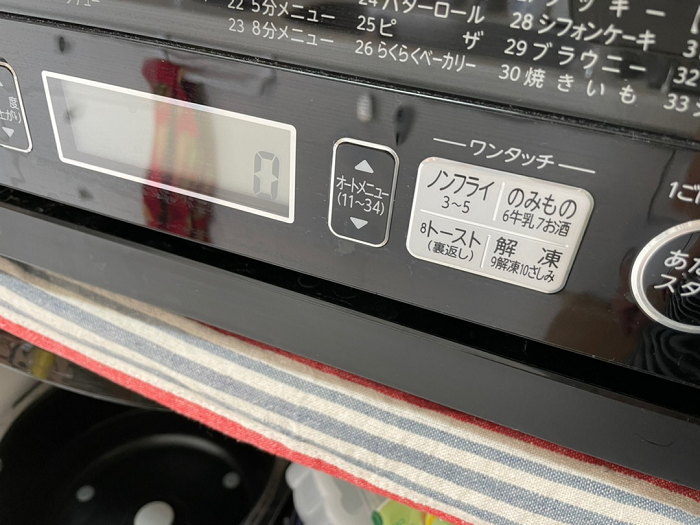 22 5分メニュー
23 8分メニュー
24 バターロール
25 ピ ザ
26 らくらくベーカリー
28 シフォンケーキ
29 ブラウニー
30 焼きいも
32
33
度
オートメニュー
(11~34)
ワンタッチ
ノンフライ
3~5
のみもの
6牛乳7お酒
8トースト
(裏返し)
解 凍
9解凍10さしみ
0